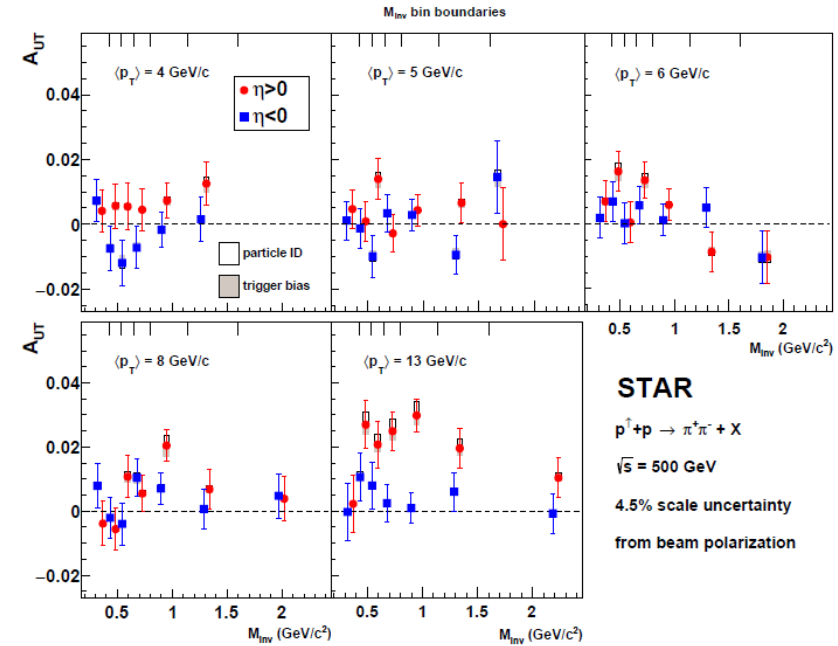 M_Inv bin boundaries
A_UT
⟨p_T⟩ = 4 GeV/c
⟨p_T⟩ = 5 GeV/c
⟨p_T⟩ = 6 GeV/c
η>0
η<0
0.04
0.02
0
−0.02
particle ID
trigger bias
0.5 1 1.5 2
M_Inv (GeV/c²)
A_UT
⟨p_T⟩ = 8 GeV/c
⟨p_T⟩ = 13 GeV/c
0.04
0.02
0
−0.02
0.5 1 1.5 2
0.5 1 1.5 2
M_Inv (GeV/c²)
M_Inv (GeV/c²)
STAR
p↑+p → π⁺π⁻ + X
√s = 500 GeV
4.5% scale uncertainty
from beam polarization